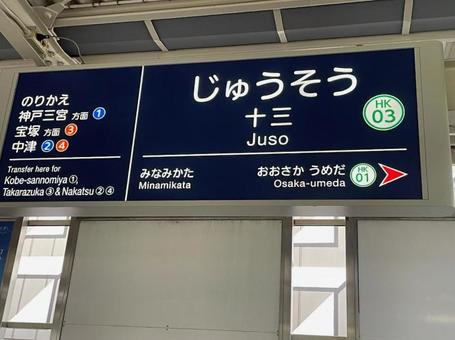 のりかえ
神戸三宮 方面 1
宝塚 方面 3
中津 2 4
Transfer here for
Kobe-sannomiya ①,
Takarazuka ③ & Nakatsu ② ④
じゅうそう
十三
Juso
HK
03
みなみかた
Minamikata
おおさか うめだ
Osaka-umeda
HK
01